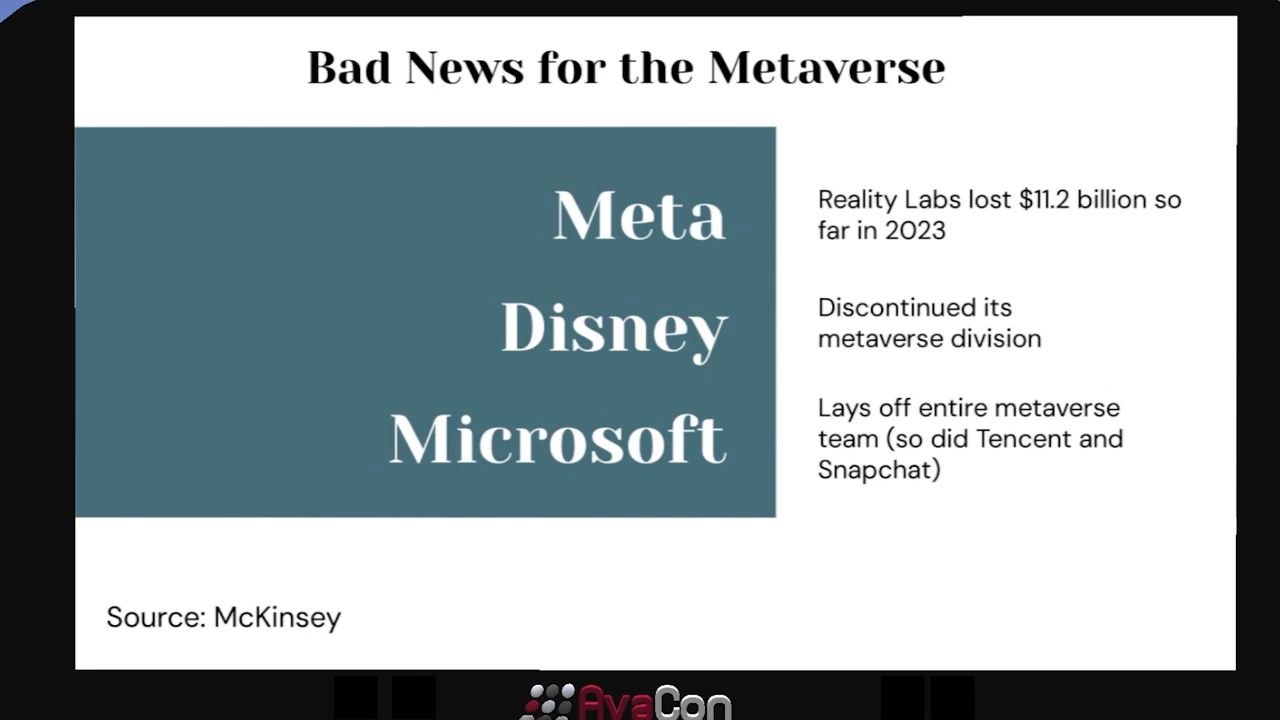 Bad News for the Metaverse
Meta
Reality Labs lost $11.2 billion so
far in 2023
Disney
Discontinued its
metaverse division
Microsoft
Lays off entire metaverse
team (so did Tencent and
Snapchat)
Source: McKinsey
AvaCon